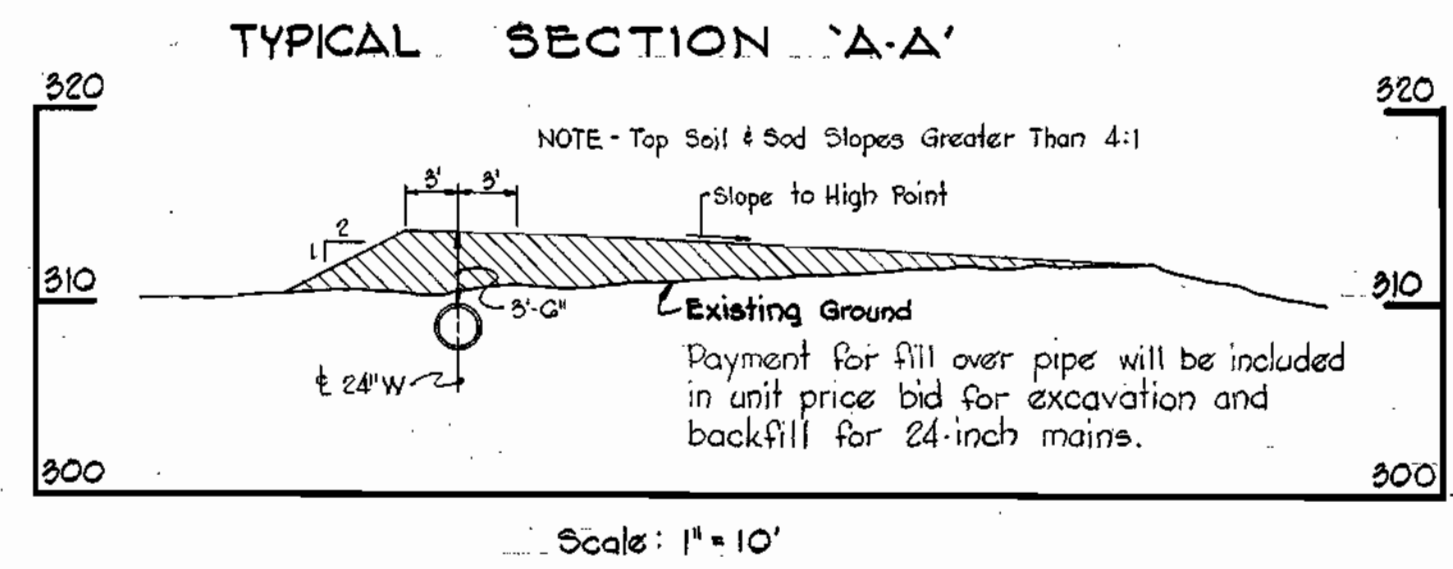 TYPICAL SECTION 'A-A'
320
320
NOTE - Top Soil & Sod Slopes Greater Than 4:1
3'
3'
Slope to High Point
2
1
310
310
3'-6"
Existing Ground
Payment for fill over pipe will be included
in unit price bid for excavation and
backfill for 24-inch mains.
℄ 24"W
300
300
Scale: 1" = 10'